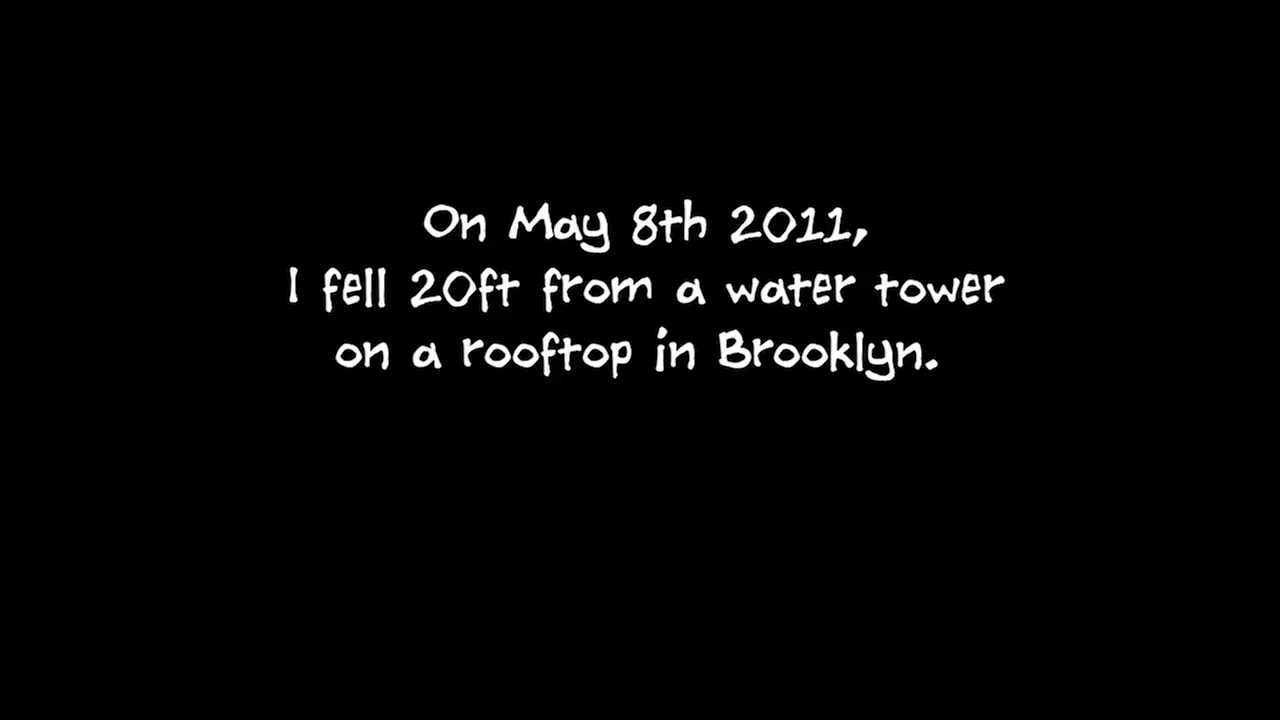 On May 8th 2011,
I fell 20ft from a water tower
on a rooftop in Brooklyn.